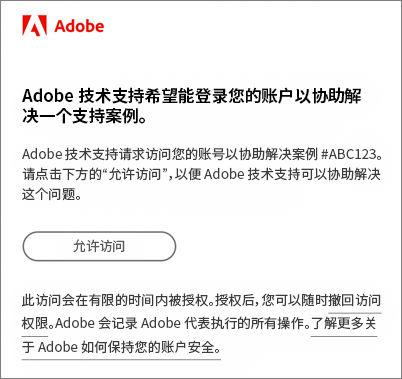 Adobe
Adobe 技术支持希望能登录您的账户以协助解
决一个支持案例。
Adobe 技术支持请求访问您的账号以协助解决案例 #ABC123。
请点击下方的“允许访问”，以便 Adobe 技术支持可以协助解决
这个问题。
允许访问
此访问会在有限的时间内被授权。授权后，您可以随时撤回访问
权限。Adobe 会记录 Adobe 代表执行的所有操作。了解更多关
于 Adobe 如何保持您的账户安全。